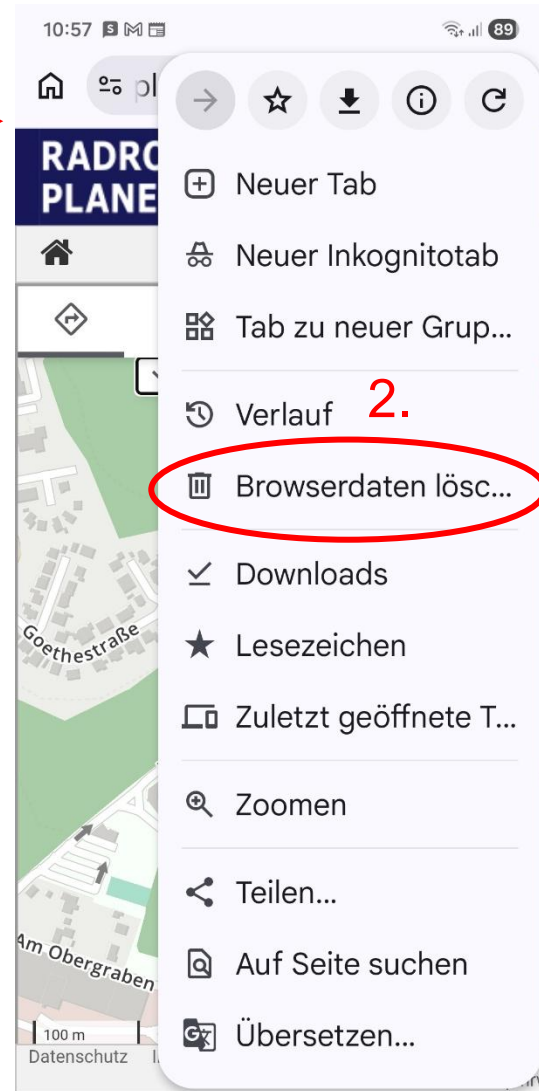 10:57
89
pl
RADRO
PLANE
Neuer Tab
Neuer Inkognitotab
Tab zu neuer Grup...
Verlauf
2.
Browserdaten lösc...
Downloads
Lesezeichen
Zuletzt geöffnete T...
Zoomen
Teilen...
Auf Seite suchen
Übersetzen...
Goethestraße
Am Obergraben
100 m
Datenschutz